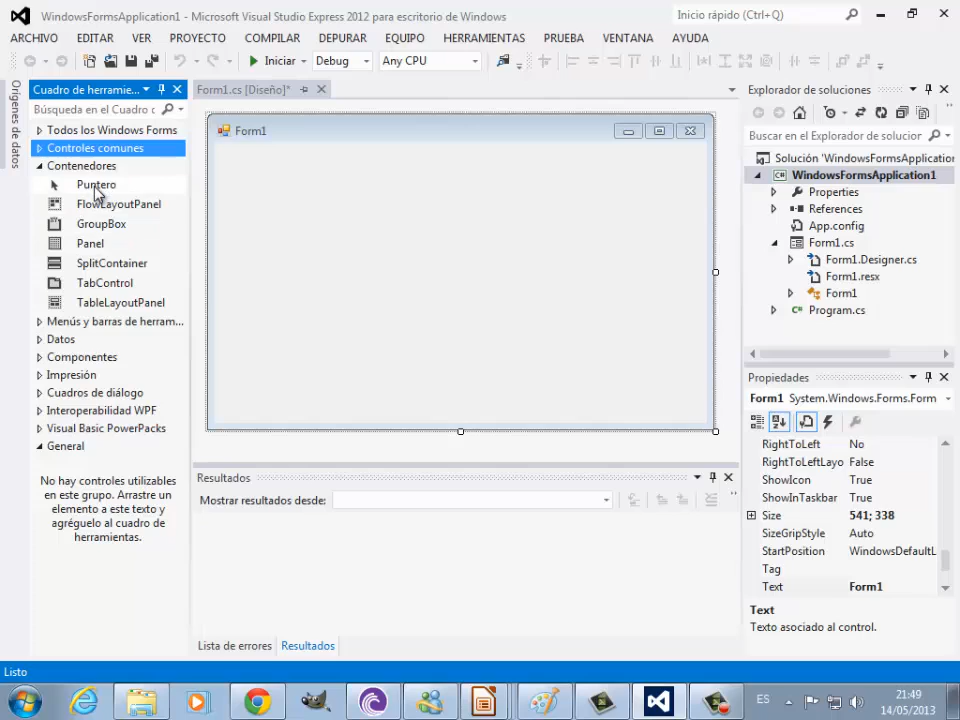 WindowsFormsApplication1 - Microsoft Visual Studio Express 2012 para escritorio de Windows
Inicio rápido (Ctrl+Q)
ARCHIVO EDITAR VER PROYECTO COMPILAR DEPURAR EQUIPO HERRAMIENTAS PRUEBA VENTANA AYUDA
Iniciar Debug Any CPU
Orígenes de datos
Cuadro de herramie...
Búsqueda en el Cuadro c
Todos los Windows Forms
Controles comunes
Contenedores
Puntero
FlowLayoutPanel
GroupBox
Panel
SplitContainer
TabControl
TableLayoutPanel
Menús y barras de herram...
Datos
Componentes
Impresión
Cuadros de diálogo
Interoperabilidad WPF
Visual Basic PowerPacks
General
No hay controles utilizables
en este grupo. Arrastre un
elemento a este texto y
agréguelo al cuadro de
herramientas.
Form1.cs [Diseño]*
Form1
Resultados
Mostrar resultados desde:
Lista de errores Resultados
Explorador de soluciones
Buscar en el Explorador de solucior
Solución 'WindowsFormsApplicatior
C# WindowsFormsApplication1
Properties
References
App.config
Form1.cs
Form1.Designer.cs
Form1.resx
Form1
C# Program.cs
Propiedades
Form1 System.Windows.Forms.Form
RightToLeft No
RightToLeftLayo False
ShowIcon True
ShowInTaskbar True
Size 541; 338
SizeGripStyle Auto
StartPosition WindowsDefaultL
Tag
Text Form1
Text
Texto asociado al control.
Listo
ES
21:49
14/05/2013